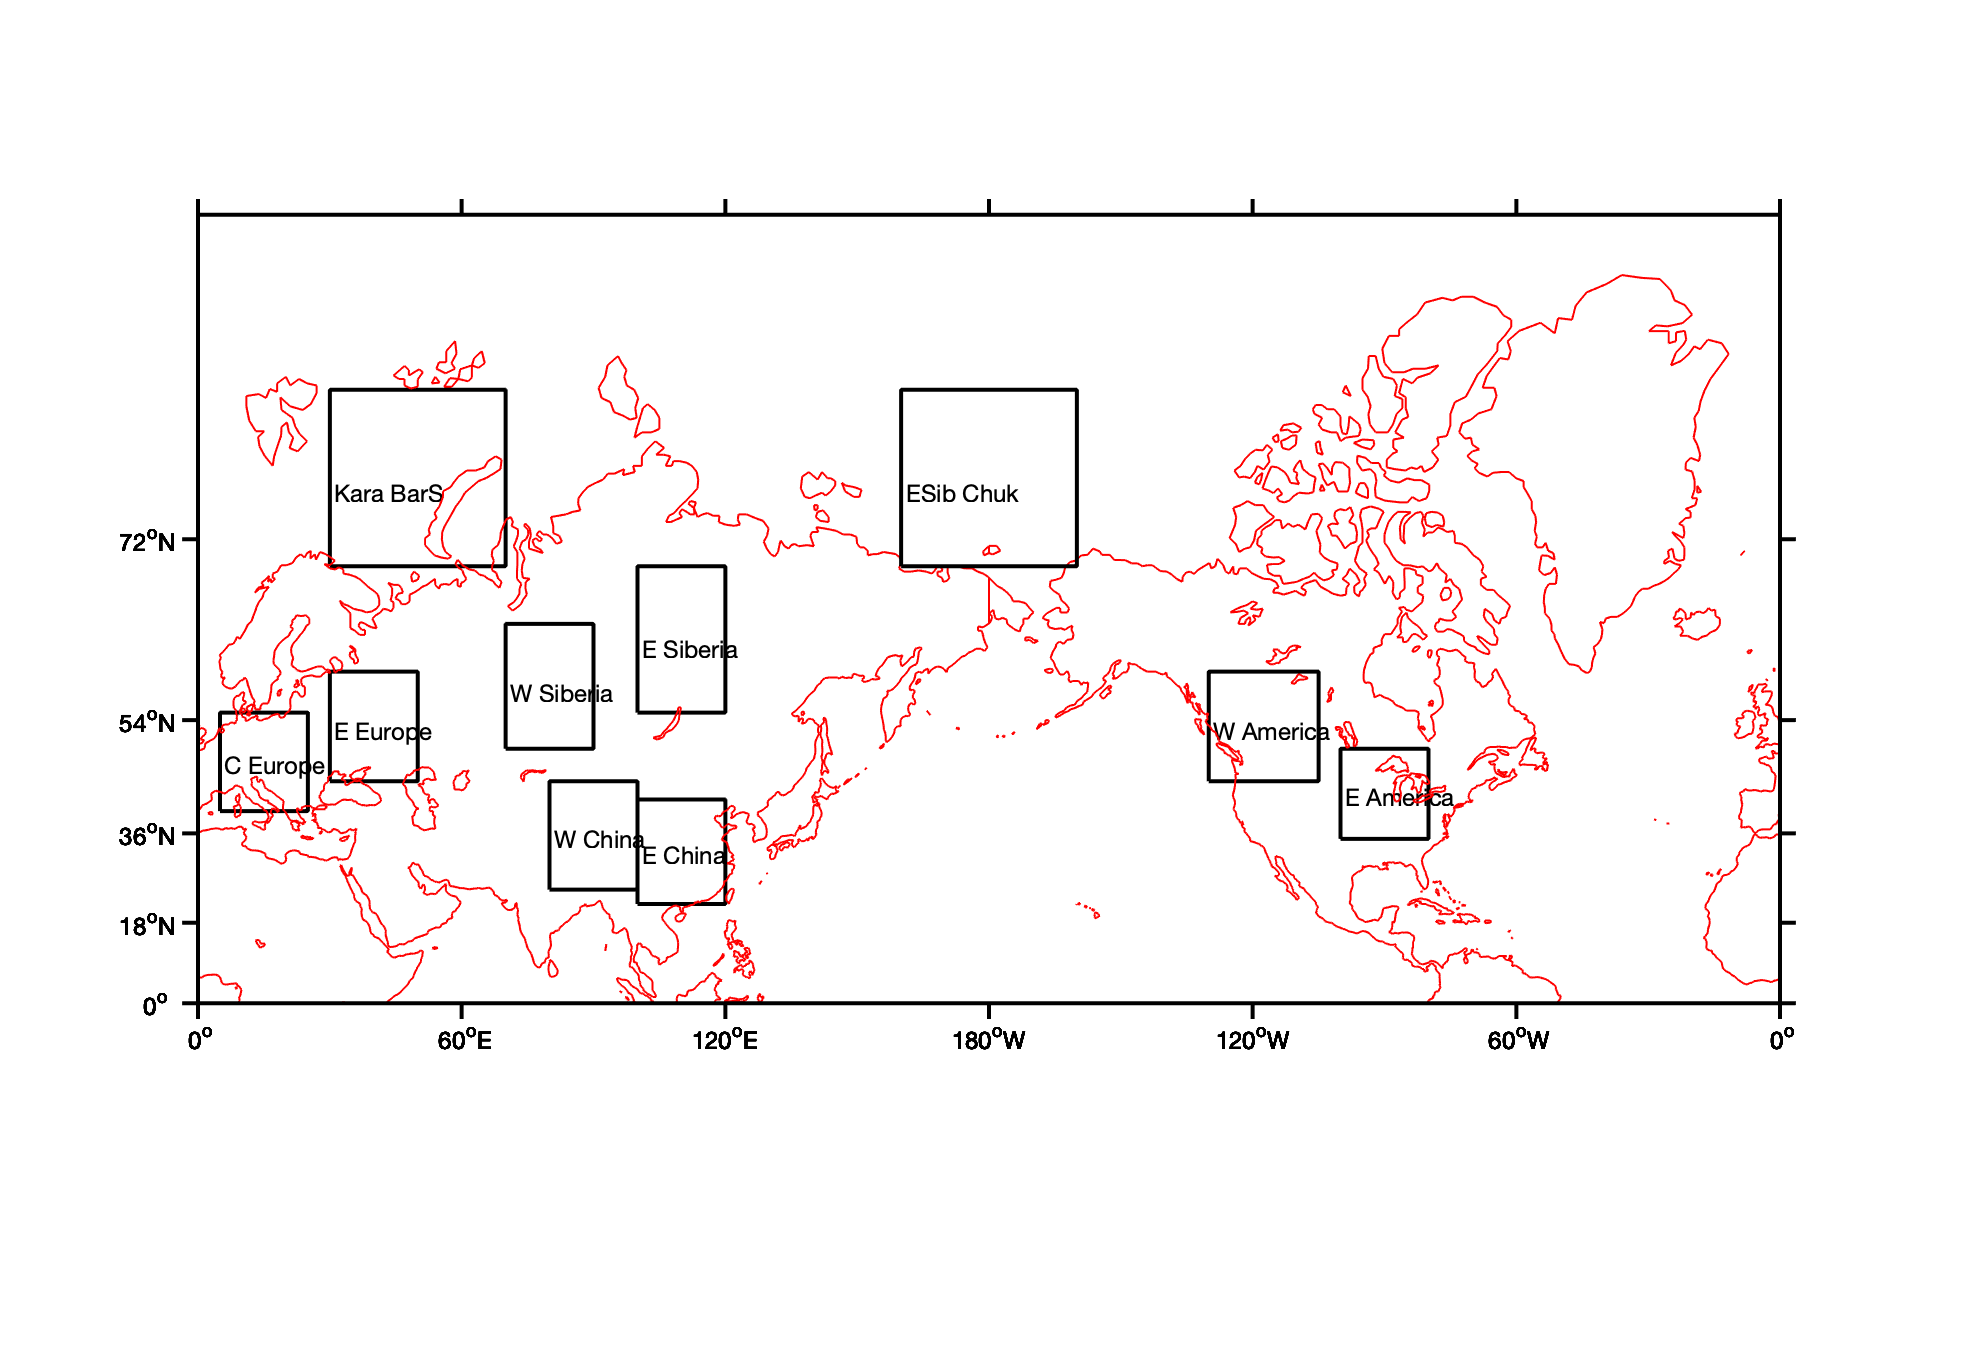 Kara BarS
ESib Chuk
72°N
E Siberia
W Siberia
54°N
E Europe
W America
C Europe
E America
36°N
W China
E China
18°N
0°
0°
60°E
120°E
180°W
120°W
60°W
0°